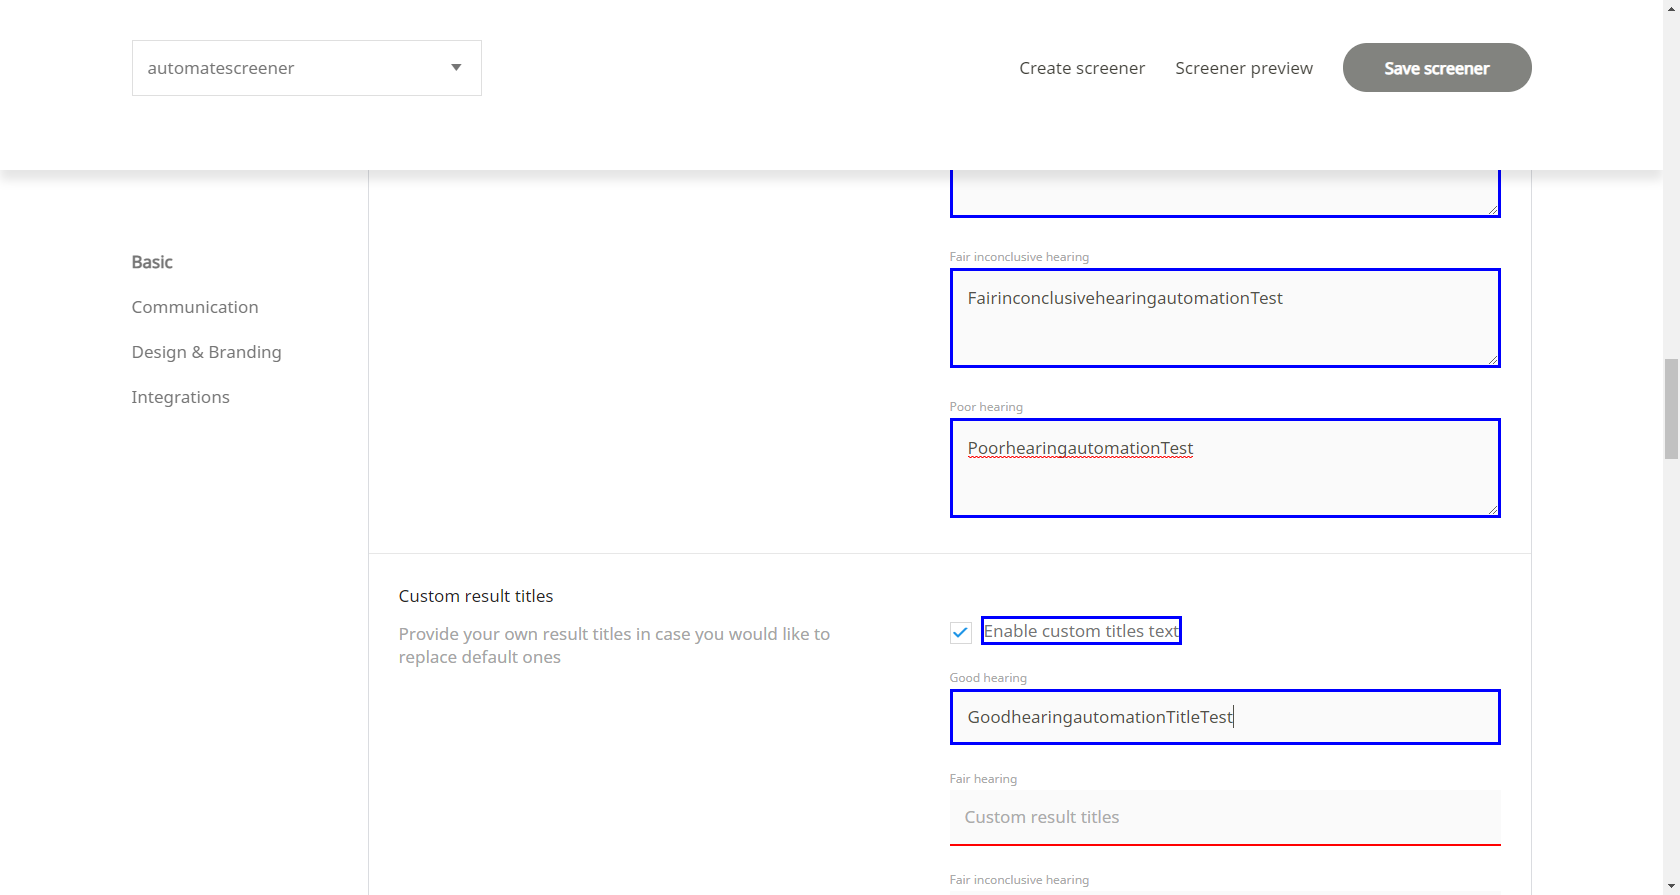 automatescreener
Create screener
Screener preview
Save screener
Basic
Communication
Design & Branding
Integrations
Fair inconclusive hearing
FairinconclusivehearingautomationTest
Poor hearing
PoorhearingautomationTest
Custom result titles
Provide your own result titles in case you would like to
replace default ones
Enable custom titles text
Good hearing
GoodhearingautomationTitleTest
Fair hearing
Custom result titles
Fair inconclusive hearing